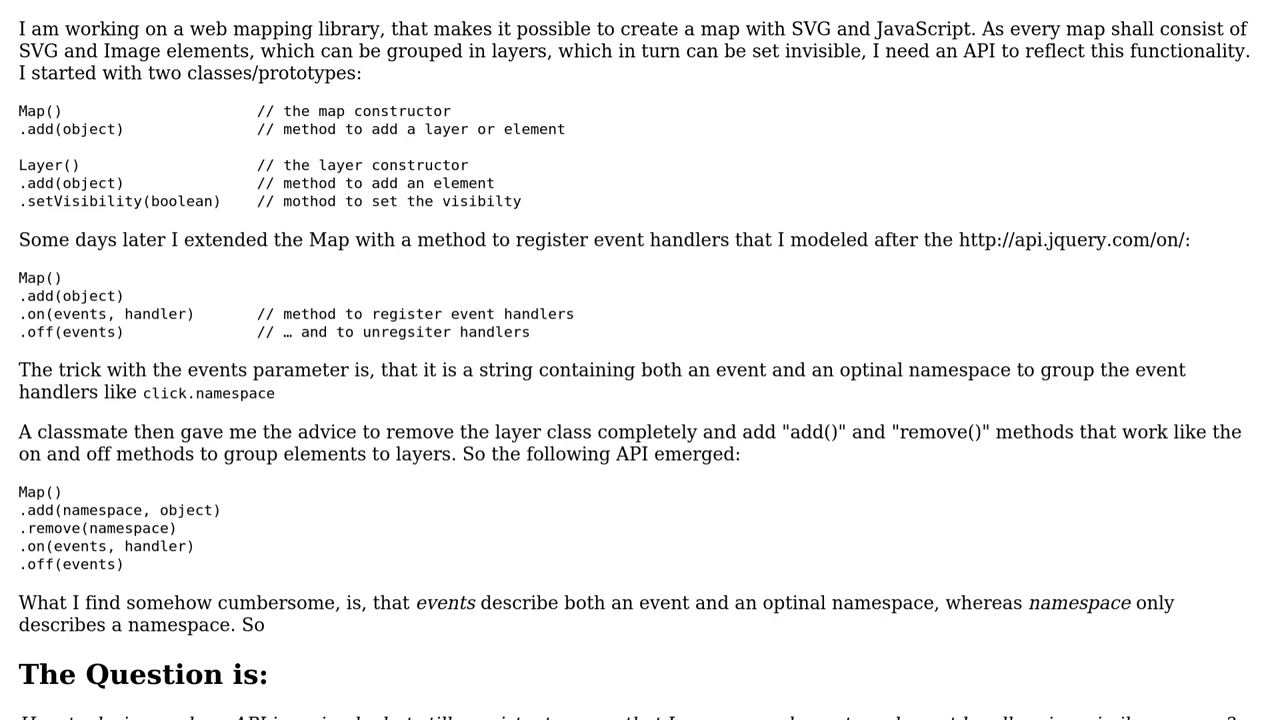 I am working on a web mapping library, that makes it possible to create a map with SVG and JavaScript. As every map shall consist of
SVG and Image elements, which can be grouped in layers, which in turn can be set invisible, I need an API to reflect this functionality.
I started with two classes/prototypes:
Map()                      // the map constructor
.add(object)               // method to add a layer or element
Layer()                    // the layer constructor
.add(object)               // method to add an element
.setVisibility(boolean)    // mothod to set the visibilty
Some days later I extended the Map with a method to register event handlers that I modeled after the http://api.jquery.com/on/:
Map()
.add(object)
.on(events, handler)       // method to register event handlers
.off(events)               // … and to unregsiter handlers
The trick with the events parameter is, that it is a string containing both an event and an optinal namespace to group the event
handlers like click.namespace
A classmate then gave me the advice to remove the layer class completely and add "add()" and "remove()" methods that work like the
on and off methods to group elements to layers. So the following API emerged:
Map()
.add(namespace, object)
.remove(namespace)
.on(events, handler)
.off(events)
What I find somehow cumbersome, is, that events describe both an event and an optinal namespace, whereas namespace only
describes a namespace. So
The Question is: